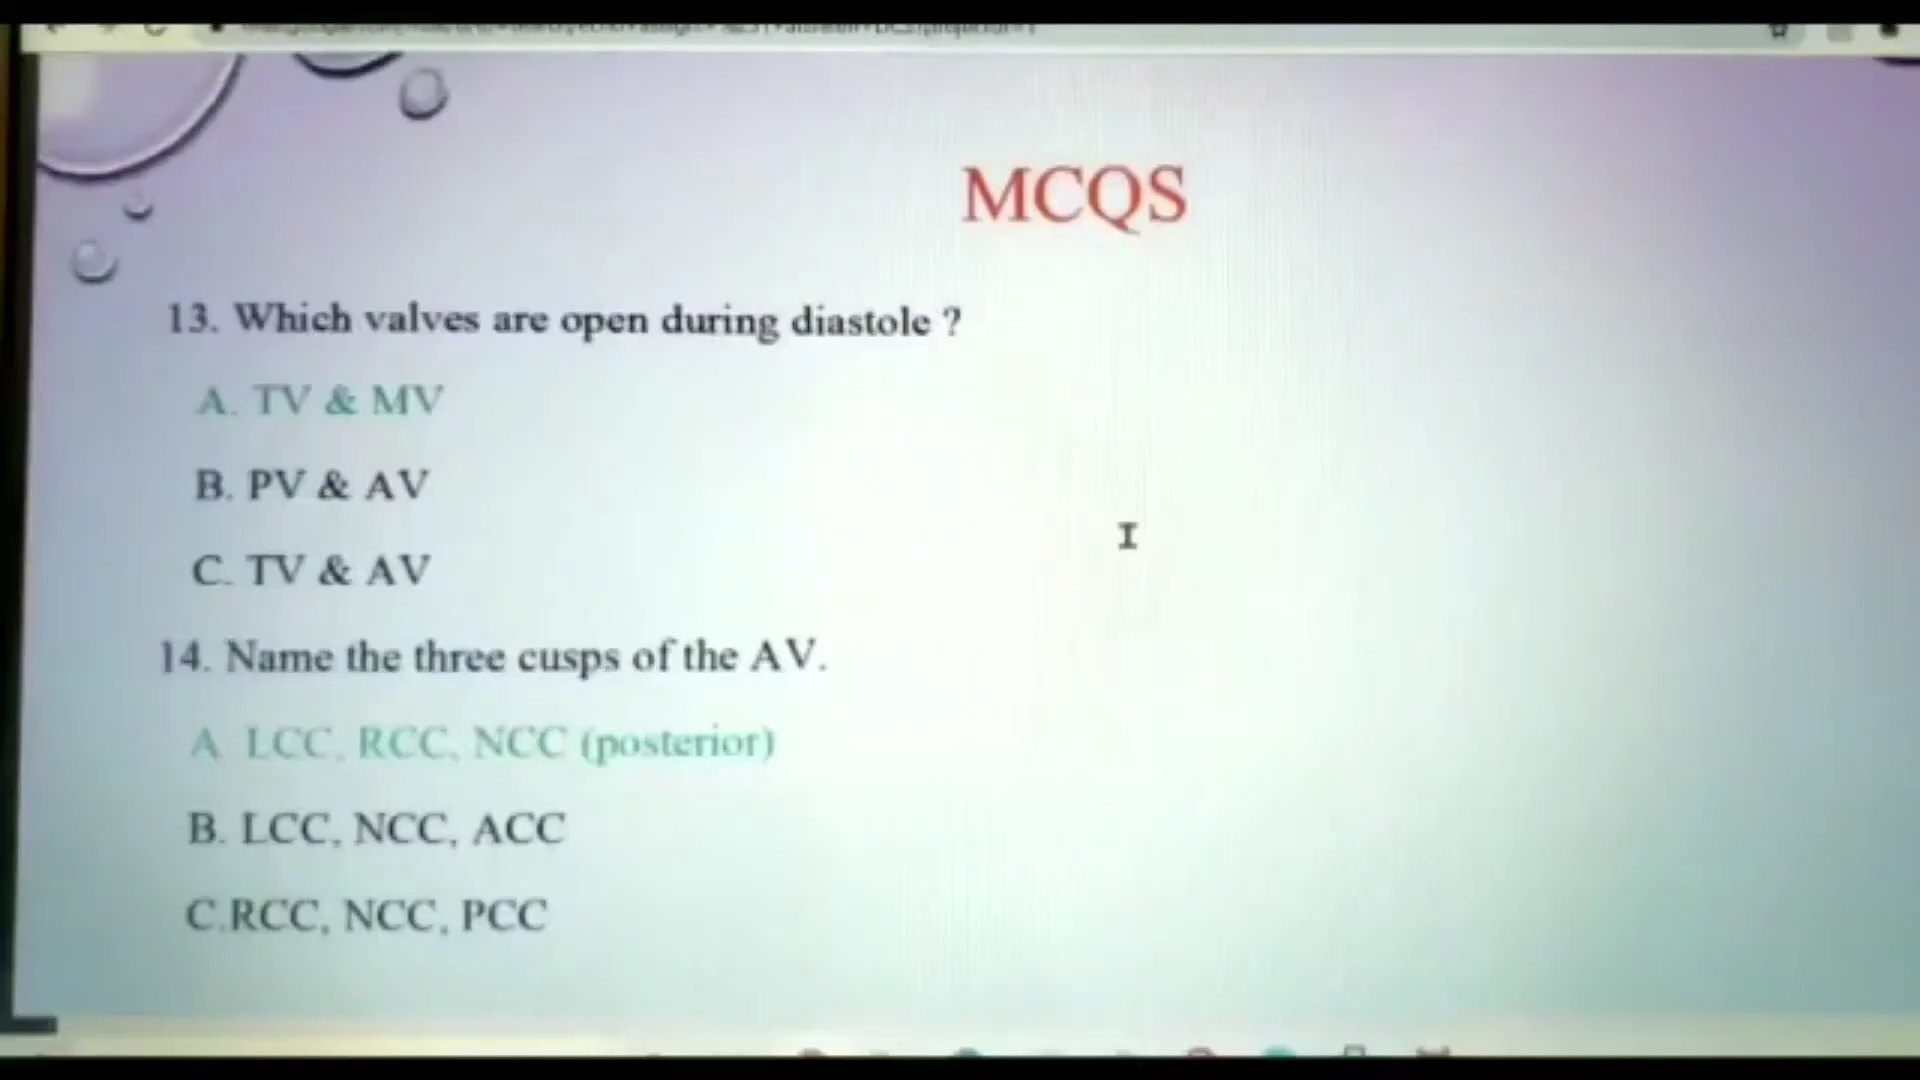 MCQS
13. Which valves are open during diastole ?
A. TV & MV
B. PV & AV
C. TV & AV
14. Name the three cusps of the AV.
A LCC, RCC, NCC (posterior)
B. LCC, NCC, ACC
C.RCC, NCC, PCC